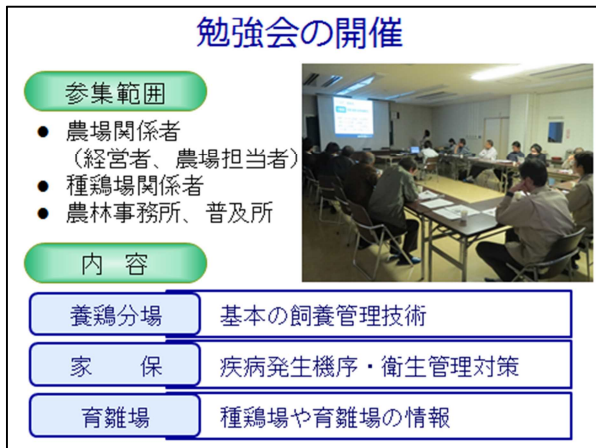 勉強会の開催
参集範囲
● 農場関係者
（経営者、農場担当者）
● 種鶏場関係者
● 農林事務所、普及所
内　容
養鶏分場　基本の飼養管理技術
家　　保　疾病発生機序・衛生管理対策
育雛場　種鶏場や育雛場の情報